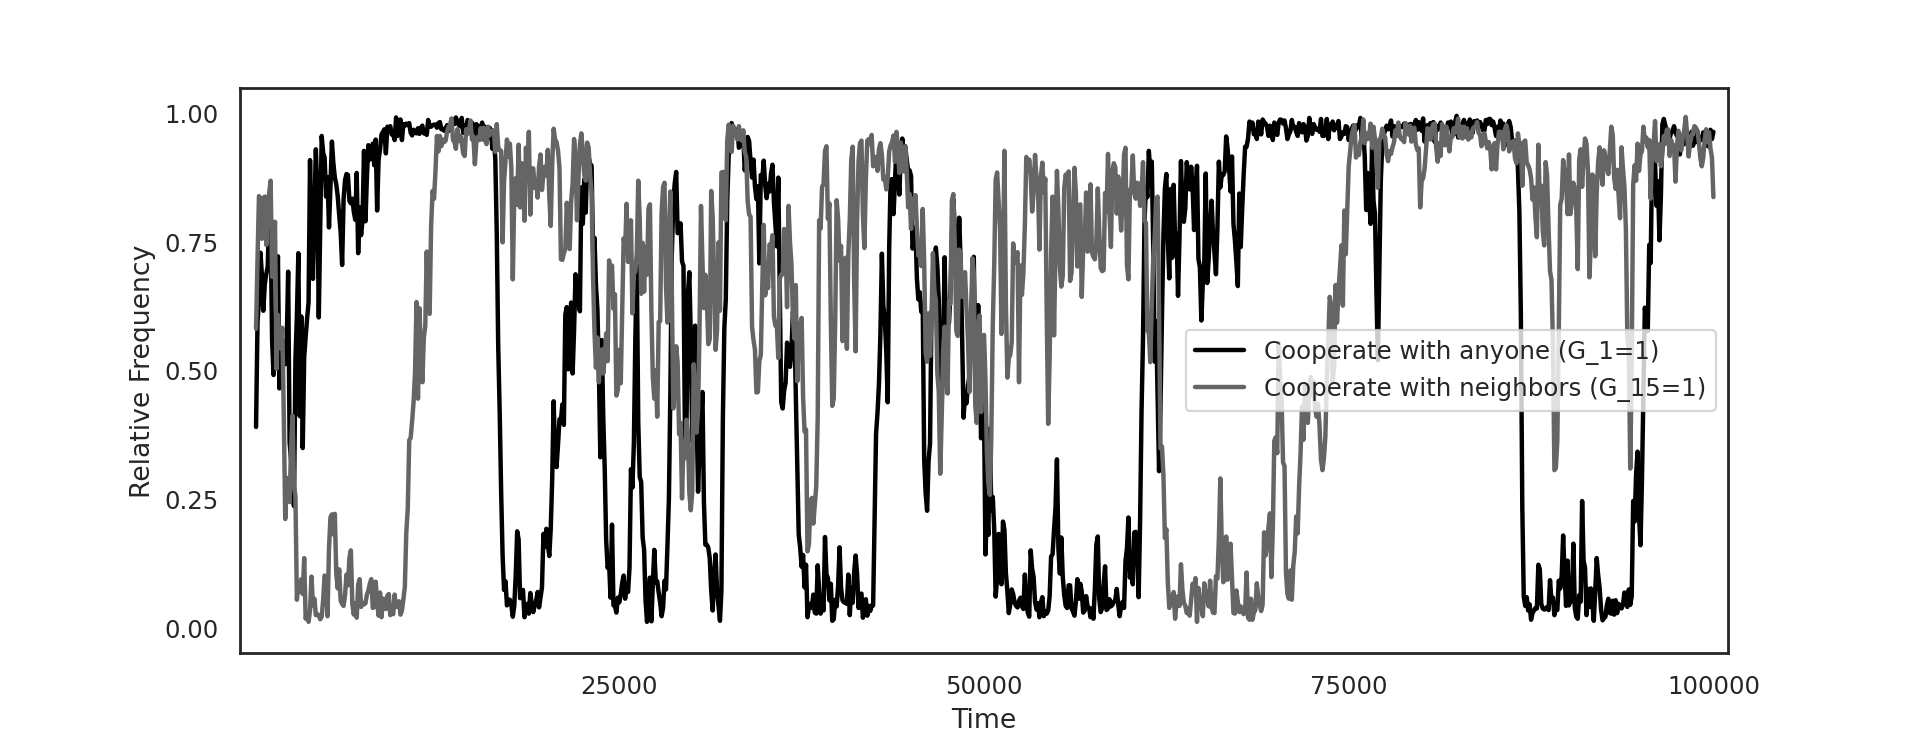 1.00
0.75
0.50
0.25
0.00
Relative Frequency
Cooperate with anyone (G_1=1)
Cooperate with neighbors (G_15=1)
25000 50000 75000 100000
Time